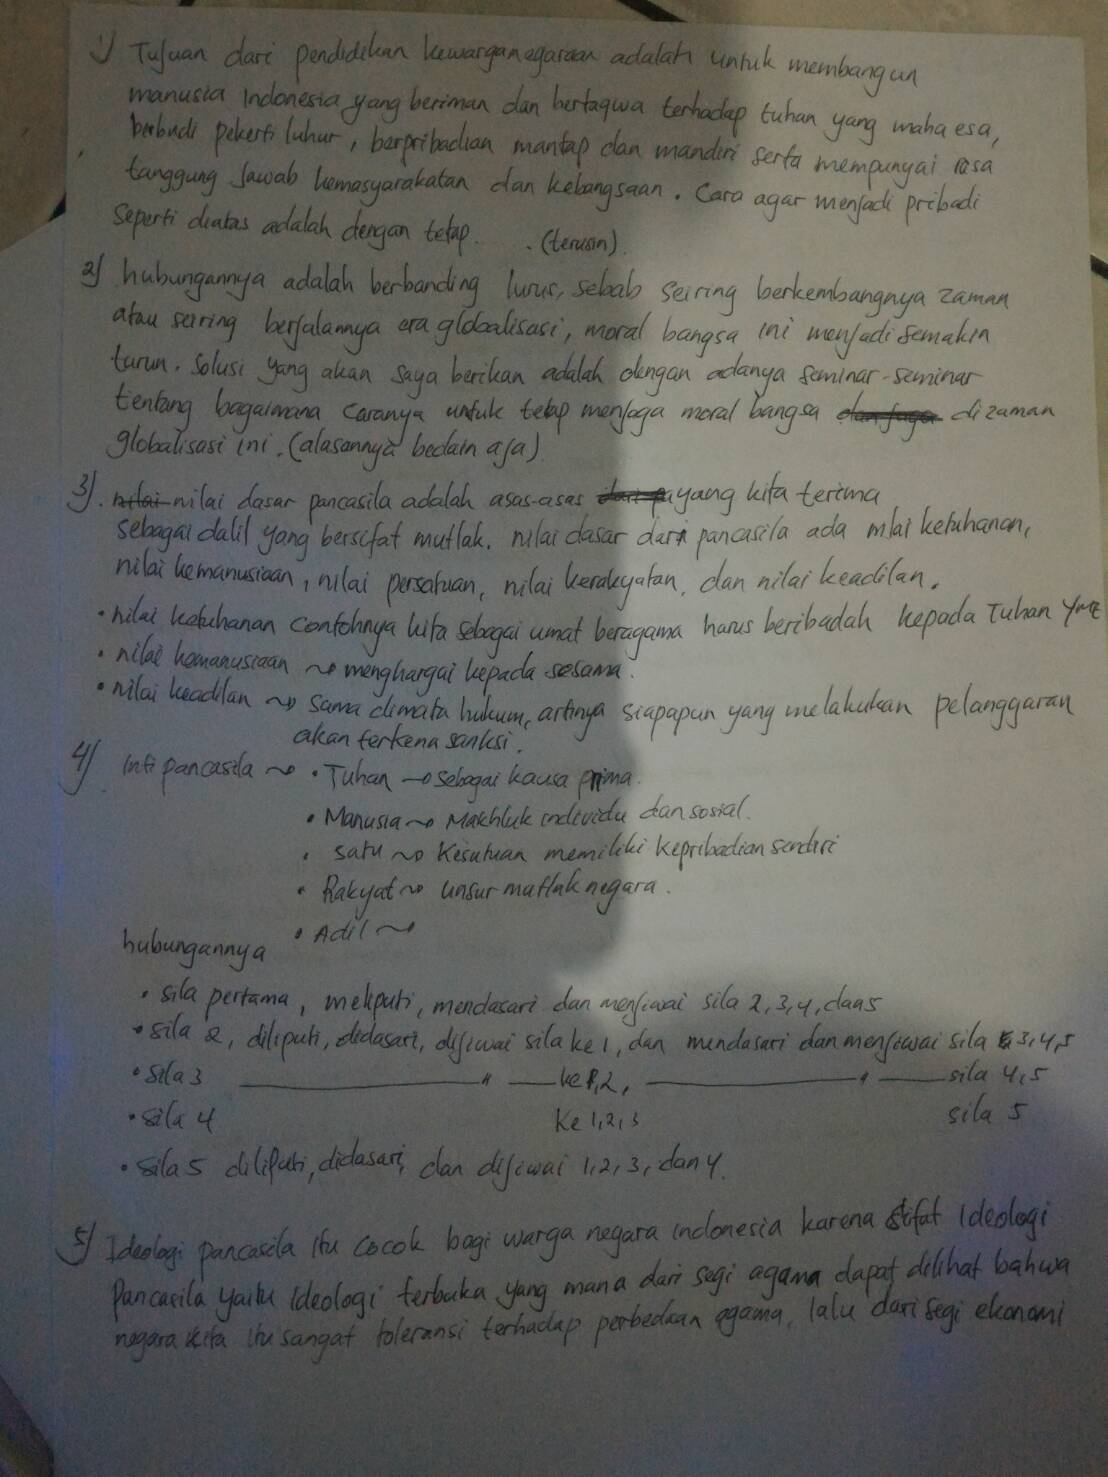 1) Tujuan dari pendidikan kewarganegaraan adalah untuk membangun
manusia Indonesia yang beriman dan bertaqwa terhadap tuhan yang maha esa,
berbudi pekerti luhur, berpribadian mantap dan mandiri serta mempunyai rasa
tanggung jawab kemasyarakatan dan kebangsaan. Cara agar menjadi pribadi
seperti diatas adalah dengan tetap. . . (terusin)
2) hubungannya adalah berbanding lurus, sebab seiring berkembangnya zaman
atau seiring berjalannya era globalisasi, moral bangsa ini menjadi semakin
turun. Solusi yang akan saya berikan adalah dengan adanya seminar-seminar
tentang bagaimana caranya untuk tetap menjaga moral bangsa dan juga di zaman
globalisasi ini. (alasannya bedain aja)
3). nilai nilai dasar pancasila adalah asas-asas yang kita terima
sebagai dalil yang bersifat mutlak. nilai dasar dari pancasila ada nilai ketuhanan,
nilai kemanusiaan, nilai persatuan, nilai kerakyatan, dan nilai keadilan.
• nilai ketuhanan contohnya kita sebagai umat beragama harus beribadah kepada Tuhan YME
• nilai kemanusiaan ~> menghargai kepada sesama.
• nilai keadilan ~> sama dimata hukum, artinya siapapun yang melakukan pelanggaran
akan terkena sanksi.
4) inti pancasila ~> • Tuhan → sebagai kausa prima.
• Manusia ~> Makhluk individu dan sosial.
• satu ~> Kesatuan memiliki kepribadian sendiri
• Rakyat ~> unsur mutlak negara.
• Adil ~>
hubungannya
• sila pertama, meliputi, mendasari dan menjiwai sila 2,3,4, dan 5
• sila 2, diliputi, didasari, dijiwai sila ke 1, dan mendasari dan menjiwai sila 3,4,5
• sila 3 ———— " —— ke 1,2, ———— " —— sila 4,5
• sila 4 ke 1,2,3 sila 5
• sila 5 diliputi, didasari, dan dijiwai 1,2,3, dan 4.
5) Ideologi pancasila itu cocok bagi warga negara indonesia karena sifat Ideologi
Pancasila yaitu Ideologi terbuka yang mana dari segi agama dapat dilihat bahwa
negara kita itu sangat toleransi terhadap perbedaan agama, lalu dari segi ekonomi